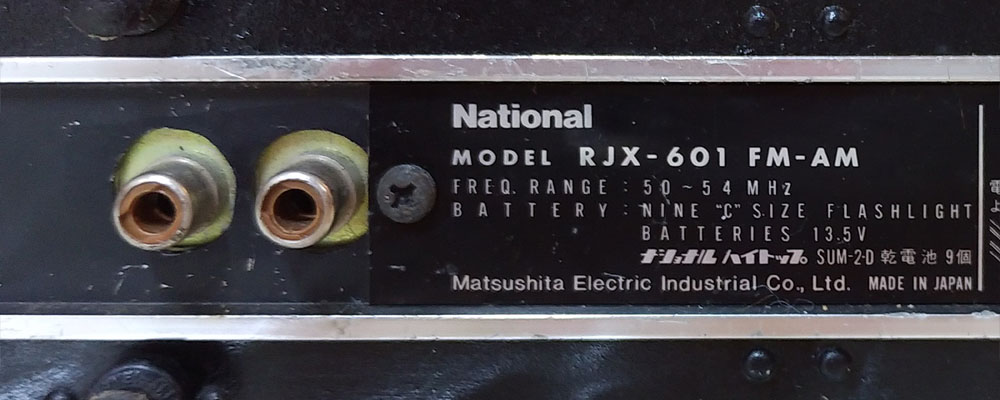 National
MODEL RJX-601 FM-AM
FREQ. RANGE : 50~54 MHz
BATTERY : NINE "C" SIZE FLASHLIGHT
BATTERIES 13.5V
ナショナル ハイトップ SUM-2-D 乾電池 9個
Matsushita Electric Industrial Co., Ltd. MADE IN JAPAN